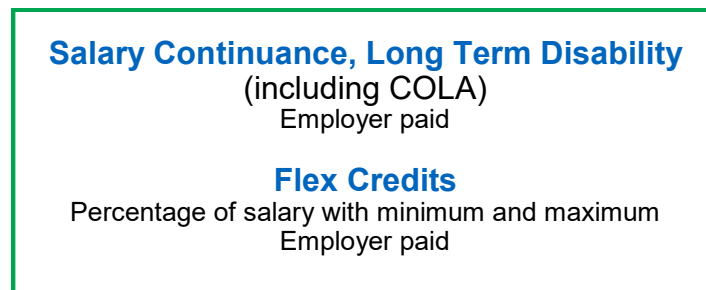 Salary Continuance, Long Term Disability
(including COLA)
Employer paid
Flex Credits
Percentage of salary with minimum and maximum
Employer paid